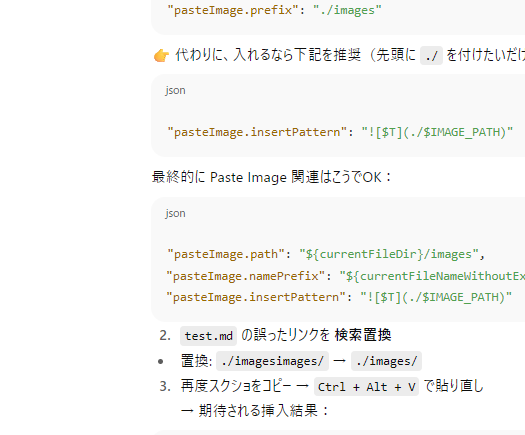 "pasteImage.prefix": "./images"
👉 代わりに、入れるなら下記を推奨（先頭に ./ を付けたいだけ
json
"pasteImage.insertPattern": "![$T](./$IMAGE_PATH)"
最終的に Paste Image 関連はこうでOK：
json
"pasteImage.path": "${currentFileDir}/images",
"pasteImage.namePrefix": "${currentFileNameWithoutEx
"pasteImage.insertPattern": "![$T](./$IMAGE_PATH)"
2. test.md の誤ったリンクを 検索置換
• 置換: ./imagesimages/ → ./images/
3. 再度スクショをコピー → Ctrl + Alt + V で貼り直し
→ 期待される挿入結果：